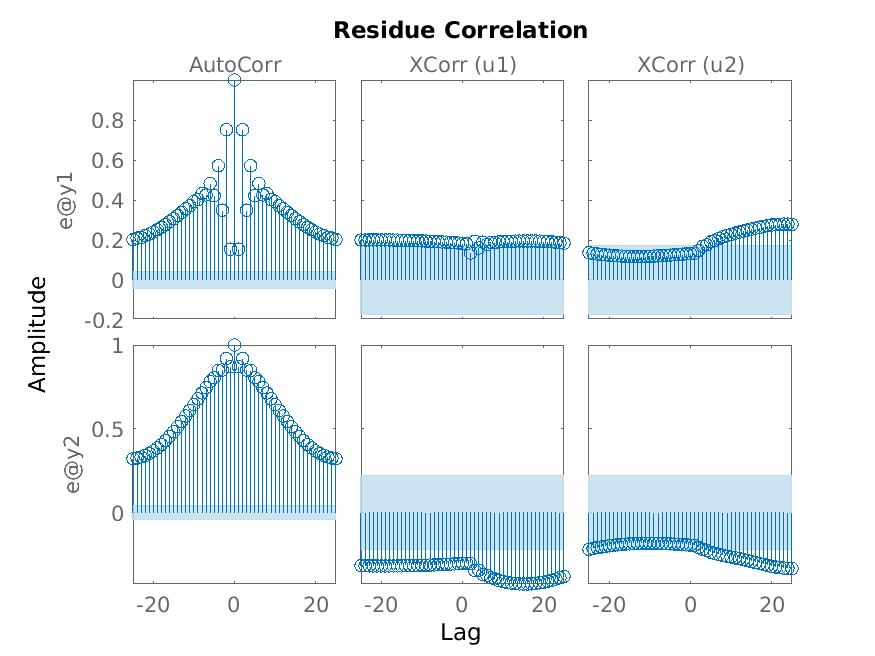 Residue Correlation
AutoCorr
XCorr (u1)
XCorr (u2)
Amplitude
e@y1
0.8
0.6
0.4
0.2
0
-0.2
e@y2
1
0.5
0
-20 0 20
-20 0 20
-20 0 20
Lag